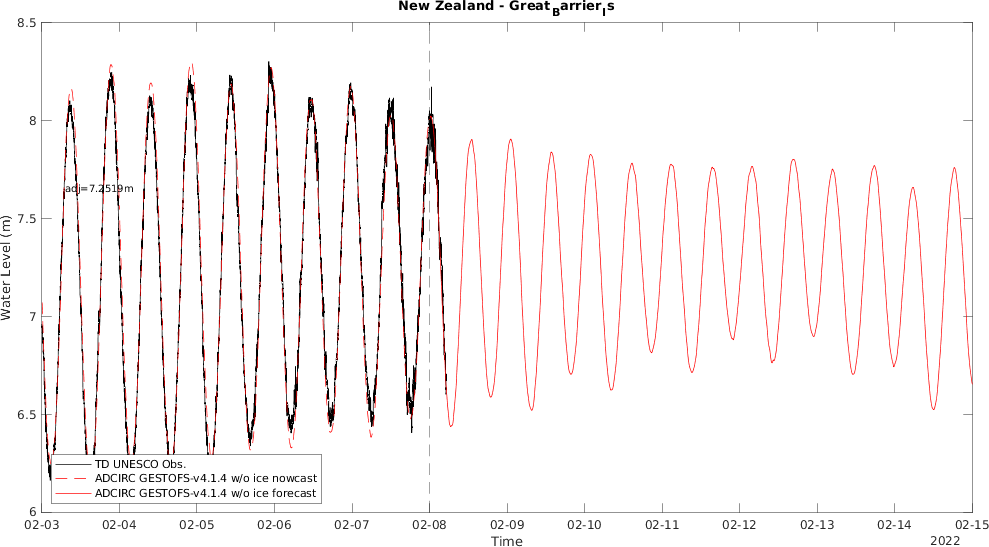 New Zealand - Great_Barrier_Is
8.5
8
7.5
7
6.5
6
Water Level (m)
adj=7.2519m
TD UNESCO Obs.
ADCIRC GESTOFS-v4.1.4 w/o ice nowcast
ADCIRC GESTOFS-v4.1.4 w/o ice forecast
02-03 02-04 02-05 02-06 02-07 02-08 02-09 02-10 02-11 02-12 02-13 02-14 02-15
Time
2022